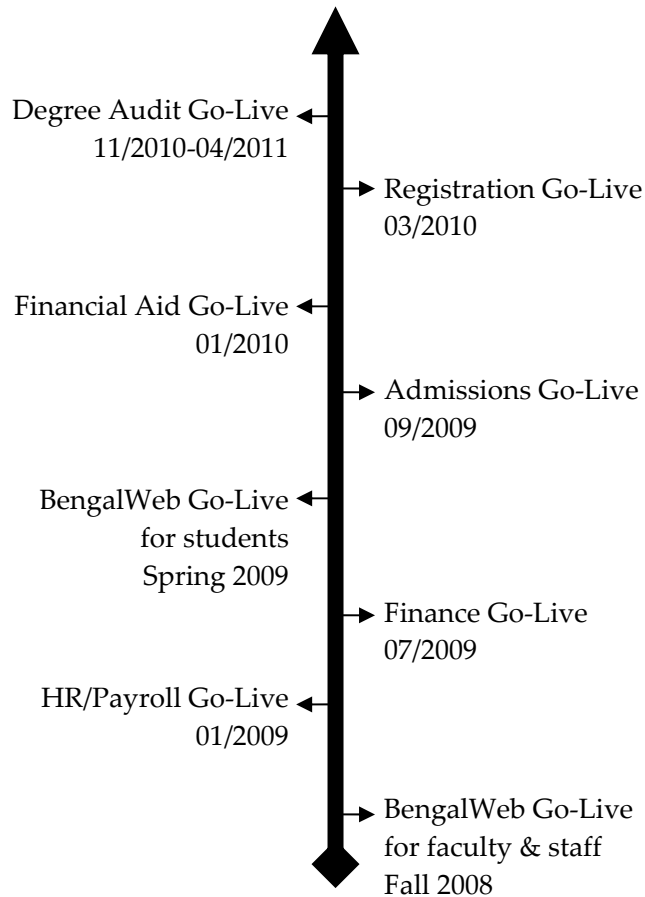 Degree Audit Go-Live
11/2010-04/2011
Registration Go-Live
03/2010
Financial Aid Go-Live
01/2010
Admissions Go-Live
09/2009
BengalWeb Go-Live
for students
Spring 2009
Finance Go-Live
07/2009
HR/Payroll Go-Live
01/2009
BengalWeb Go-Live
for faculty & staff
Fall 2008